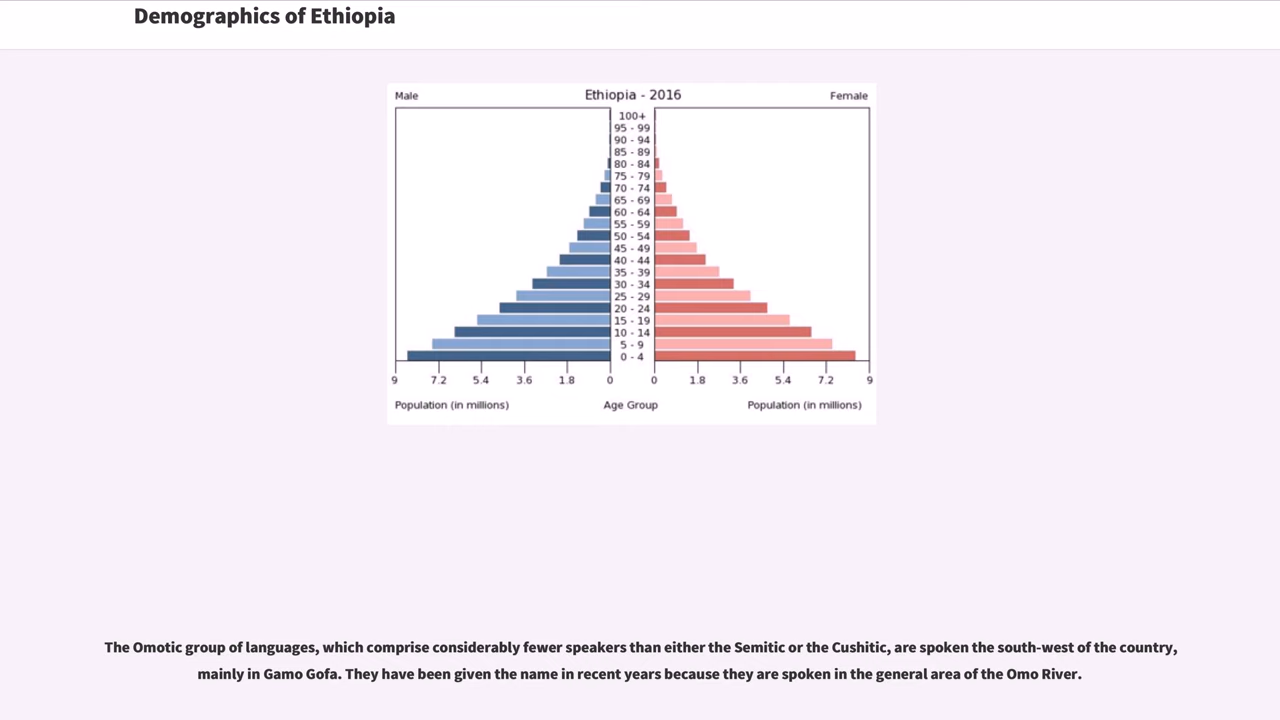 Demographics of Ethiopia
Male Ethiopia - 2016 Female
100+
95 - 99
90 - 94
85 - 89
80 - 84
75 - 79
70 - 74
65 - 69
60 - 64
55 - 59
50 - 54
45 - 49
40 - 44
35 - 39
30 - 34
25 - 29
20 - 24
15 - 19
10 - 14
5 - 9
0 - 4
9 7.2 5.4 3.6 1.8 0 0 1.8 3.6 5.4 7.2 9
Population (in millions) Age Group Population (in millions)
The Omotic group of languages, which comprise considerably fewer speakers than either the Semitic or the Cushitic, are spoken the south-west of the country,
mainly in Gamo Gofa. They have been given the name in recent years because they are spoken in the general area of the Omo River.